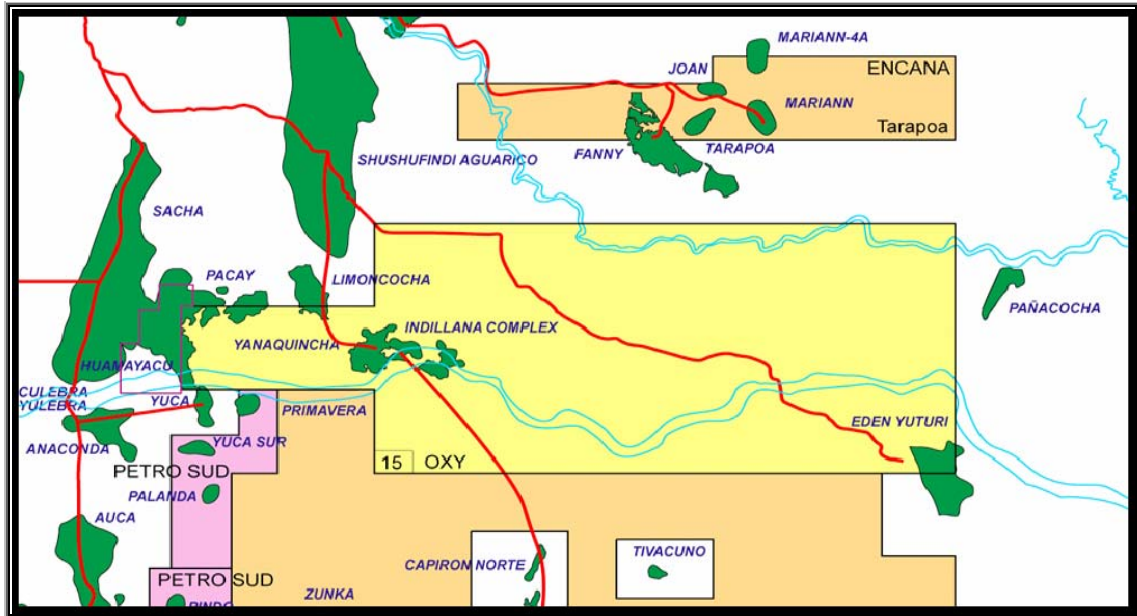 MARIANN-4A
JOAN
ENCANA
MARIANN
Tarapoa
TARAPOA
FANNY
SHUSHUFINDI AGUARICO
SACHA
PACAY
LIMONCOCHA
PAÑACOCHA
INDILLANA COMPLEX
YANAQUINCHA
HUAMAYACU
CULEBRA
YULEBRA
YUCA
PRIMAVERA
EDEN YUTURI
ANACONDA
YUCA SUR
15 OXY
PETRO SUD
PALANDA
AUCA
CAPIRON NORTE
TIVACUNO
PETRO SUD
ZUNKA
PINDO